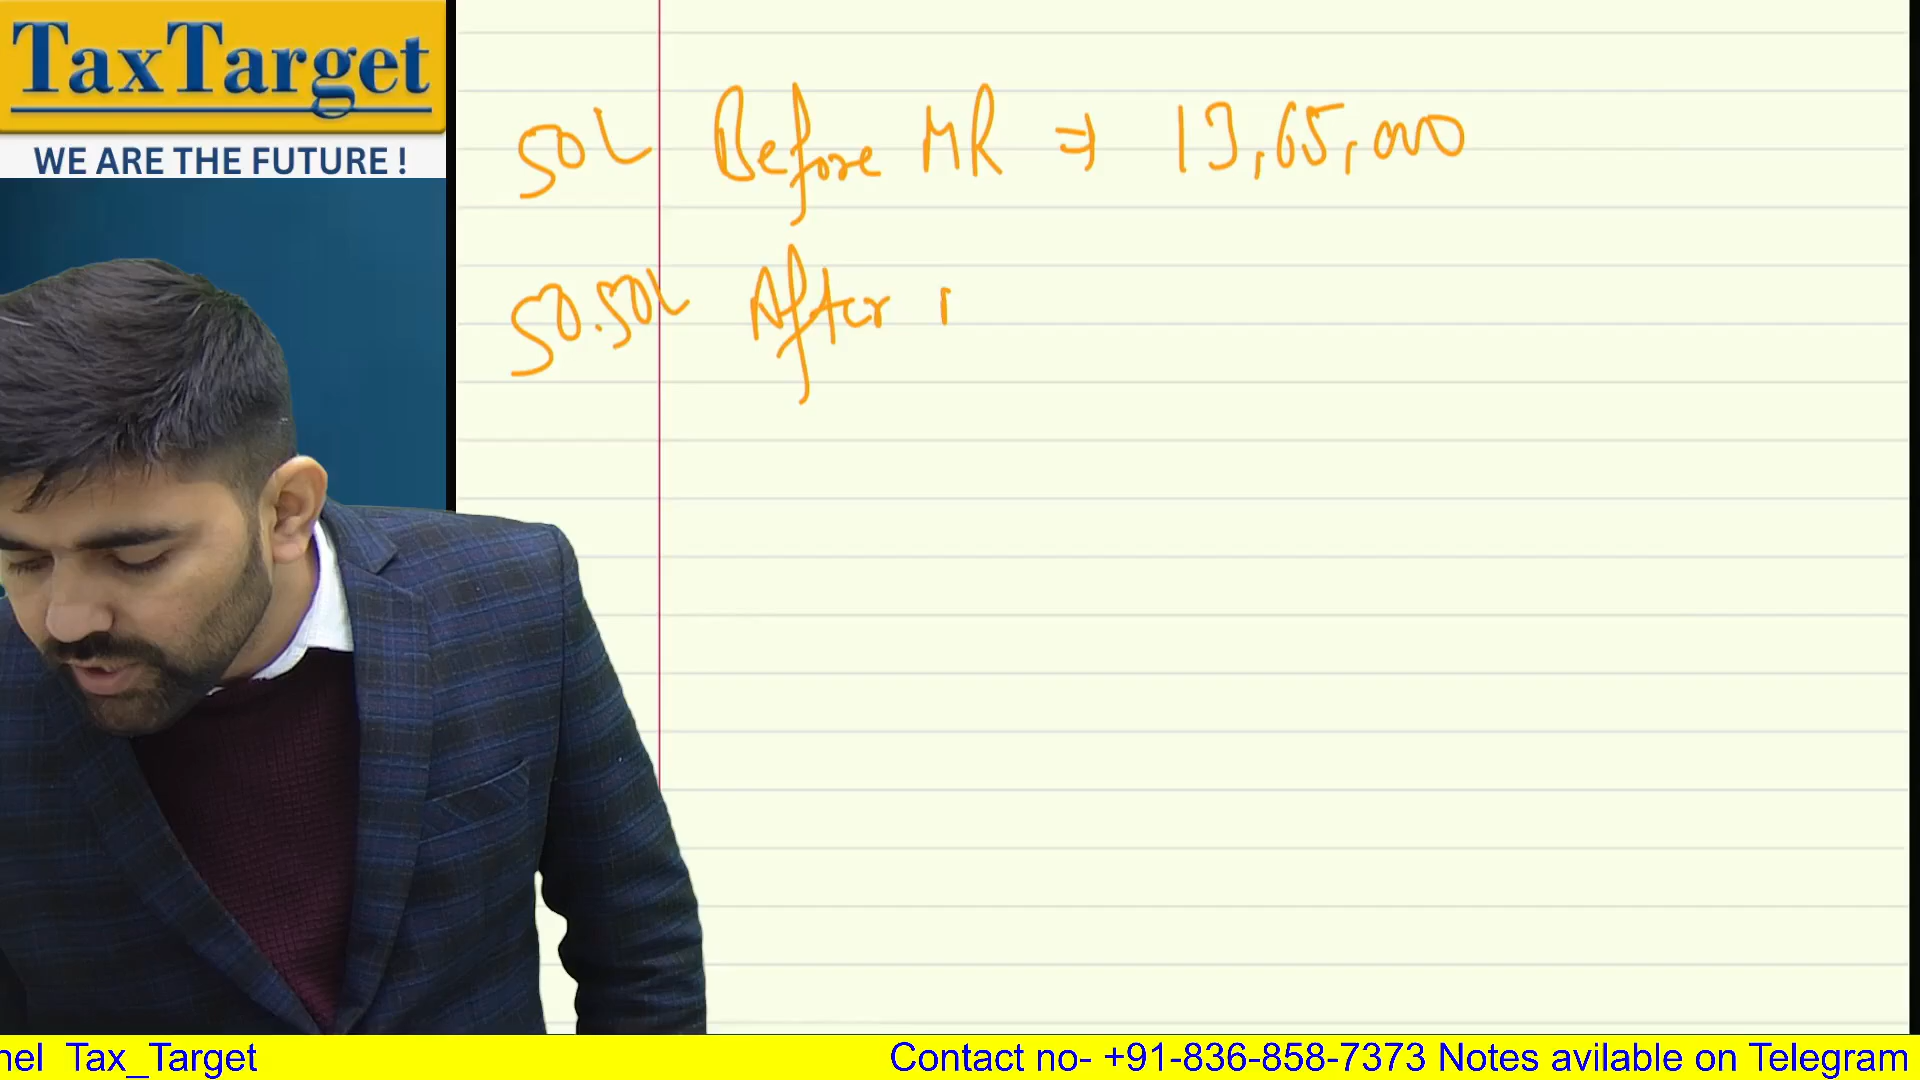 TaxTarget
WE ARE THE FUTURE !
50L Before MR ⇒ 13,65,000
50.50L After
nel Tax_Target
Contact no- +91-836-858-7373 Notes avilable on Telegram